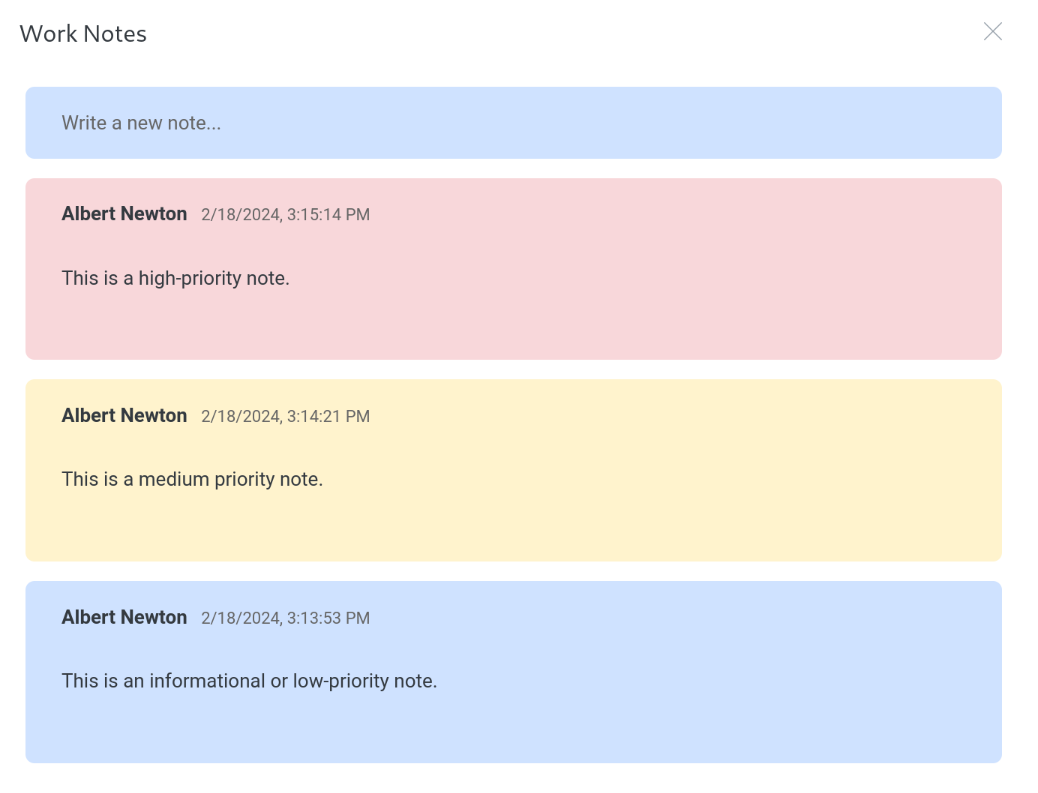 Work Notes
Write a new note...
Albert Newton 2/18/2024, 3:15:14 PM
This is a high-priority note.
Albert Newton 2/18/2024, 3:14:21 PM
This is a medium priority note.
Albert Newton 2/18/2024, 3:13:53 PM
This is an informational or low-priority note.